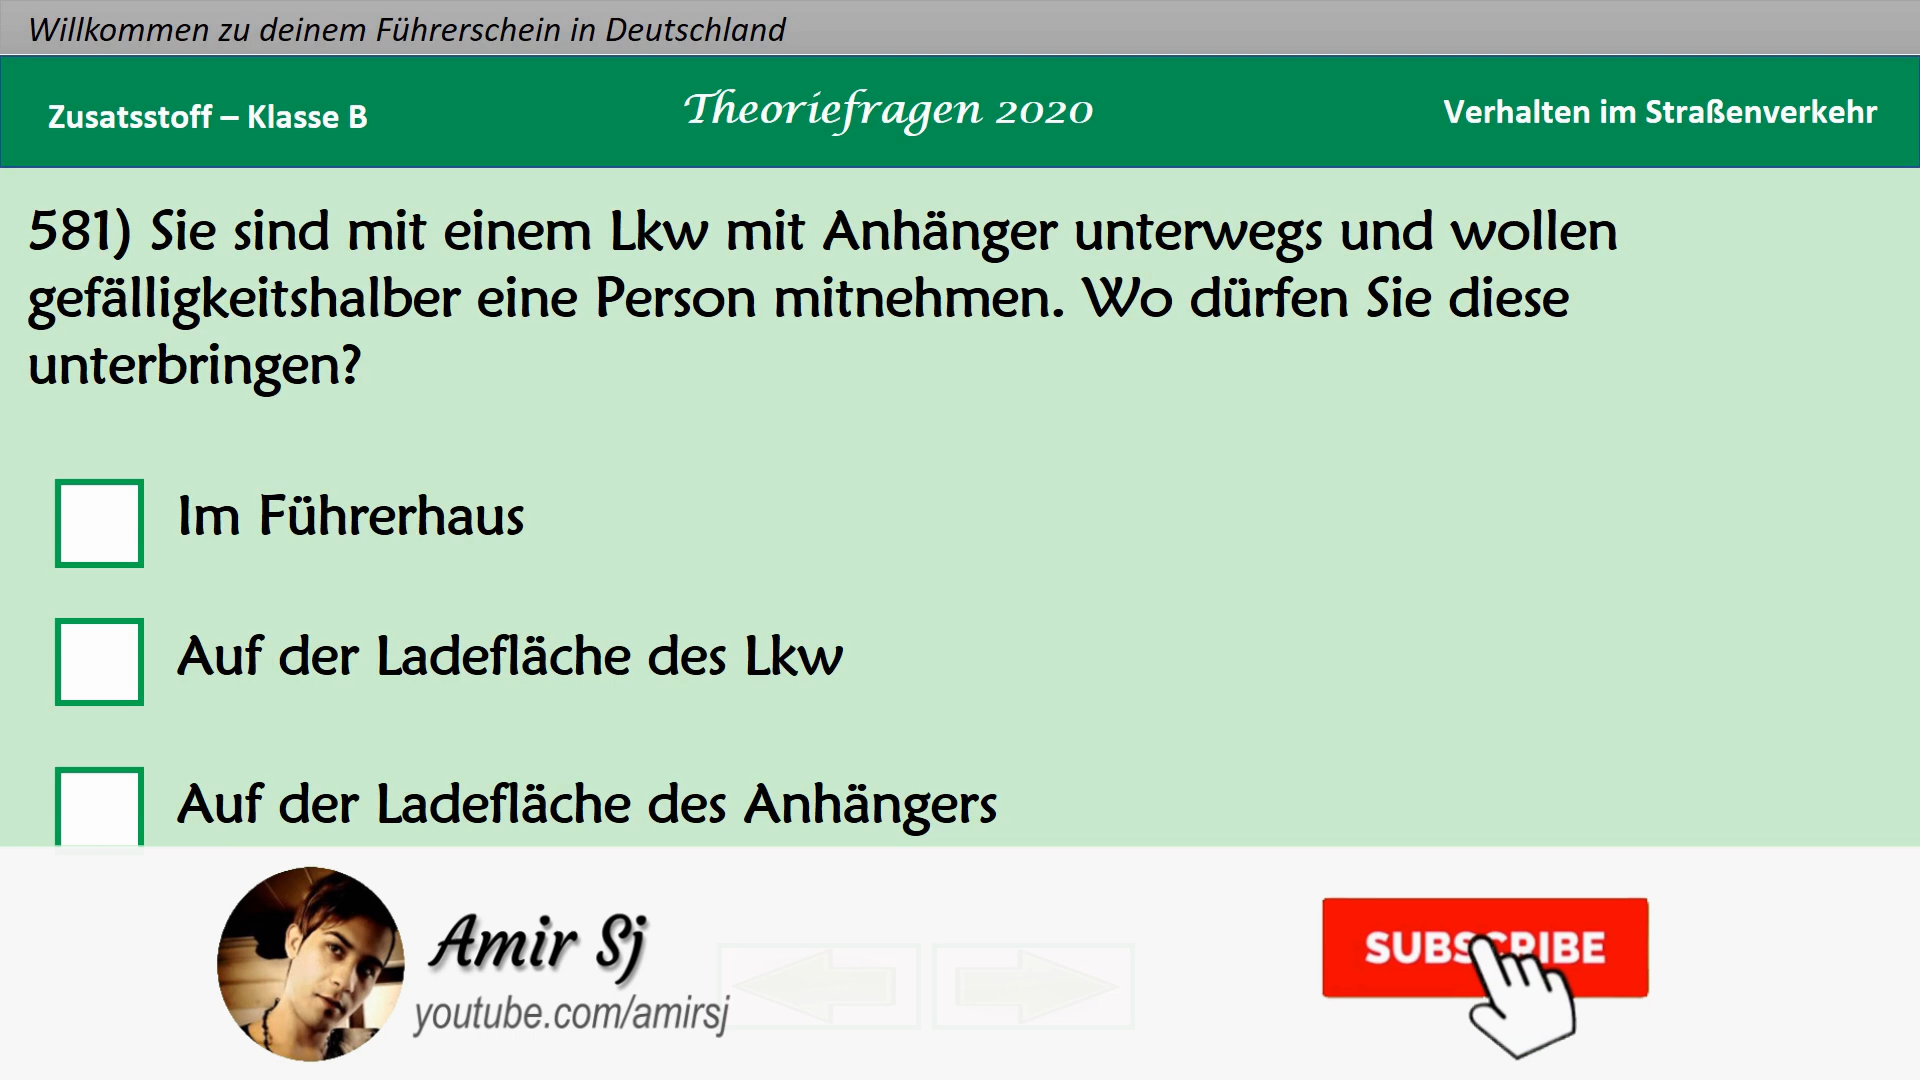 Willkommen zu deinem Führerschein in Deutschland
Zusatsstoff – Klasse B
Theoriefragen 2020
Verhalten im Straßenverkehr
581) Sie sind mit einem Lkw mit Anhänger unterwegs und wollen
gefälligkeitshalber eine Person mitnehmen. Wo dürfen Sie diese
unterbringen?
Im Führerhaus
Auf der Ladefläche des Lkw
Auf der Ladefläche des Anhängers
Amir Sj
youtube.com/amirsj
SUBSCRIBE